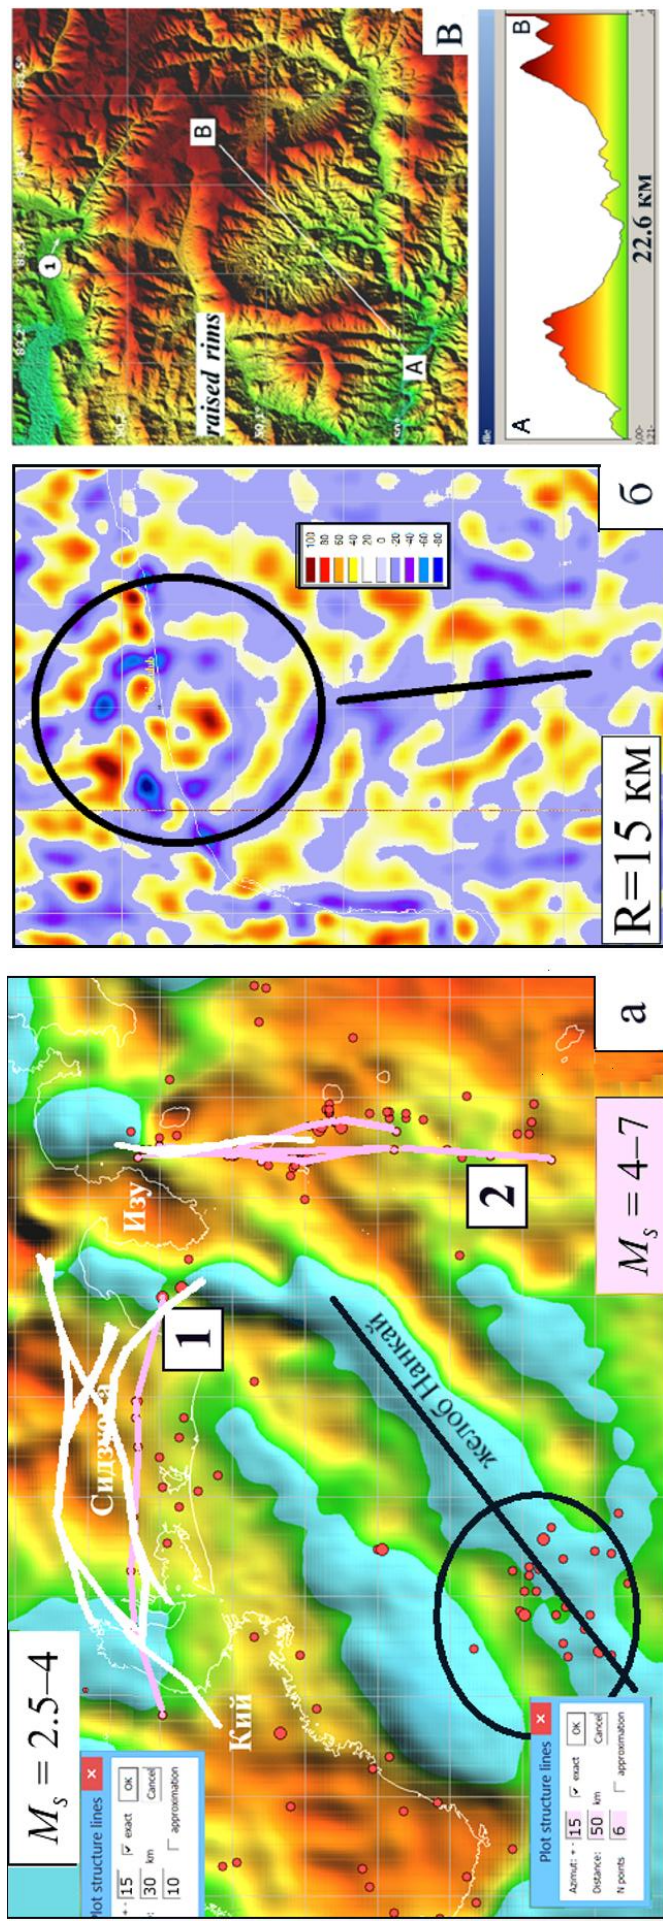 M_s = 2.5–4
Plot structure lines
+ - 15
exact
OK
: 30 km
Cancel
10
approximation
Сидзуока
Изу
Кий
1
2
желоб Нанкай
Plot structure lines
Azimut: + - 15
exact
OK
Distance: 50 km
Cancel
N points 6
approximation
M_s = 4–7
а
100
80
60
40
20
0
-20
-40
-60
-80
R=15 км
б
1
raised rims
A
B
В
A
B
22.6 км